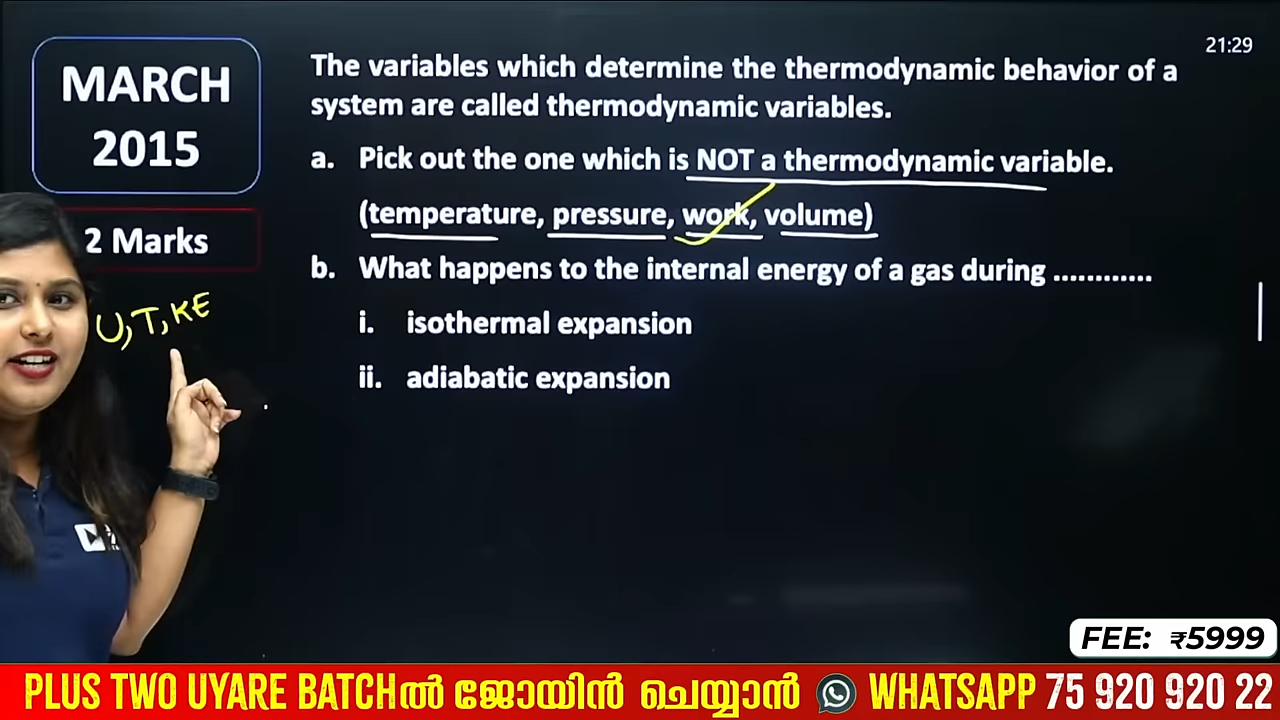 21:29
MARCH
2015
2 Marks
The variables which determine the thermodynamic behavior of a
system are called thermodynamic variables.
a. Pick out the one which is NOT a thermodynamic variable.
(temperature, pressure, work, volume)
b. What happens to the internal energy of a gas during ............
i. isothermal expansion
ii. adiabatic expansion
U, T, KE
FEE: ₹5999
PLUS TWO UYARE BATCHൽ ജോയിൻ ചെയ്യാൻ WHATSAPP 75 920 920 22